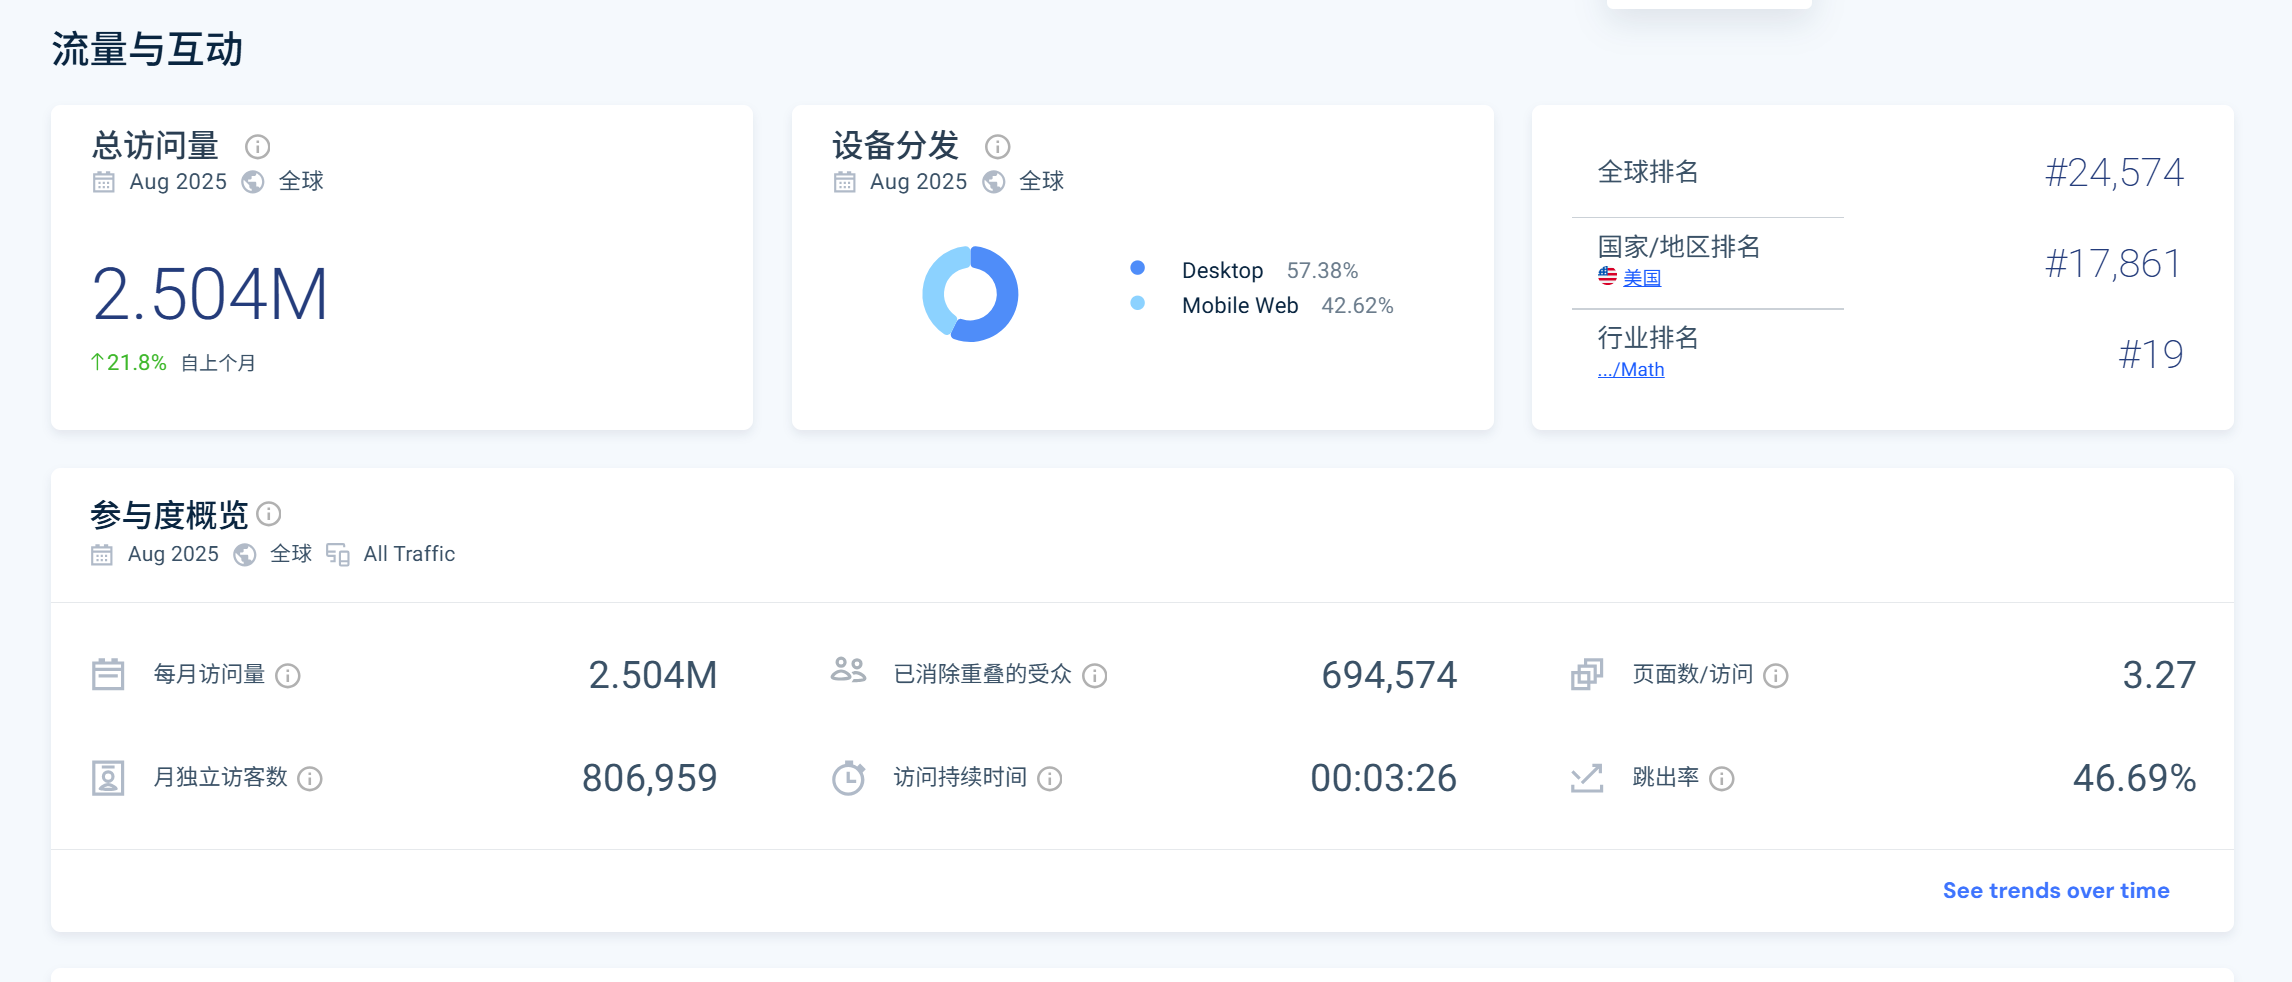 流量与互动
总访问量
Aug 2025 全球
2.504M
↑21.8% 自上个月
设备分发
Aug 2025 全球
Desktop 57.38%
Mobile Web 42.62%
全球排名 #24,574
国家/地区排名 #17,861
美国
行业排名 #19
.../Math
参与度概览
Aug 2025 全球 All Traffic
每月访问量 2.504M
已消除重叠的受众 694,574
页面数/访问 3.27
月独立访客数 806,959
访问持续时间 00:03:26
跳出率 46.69%
See trends over time